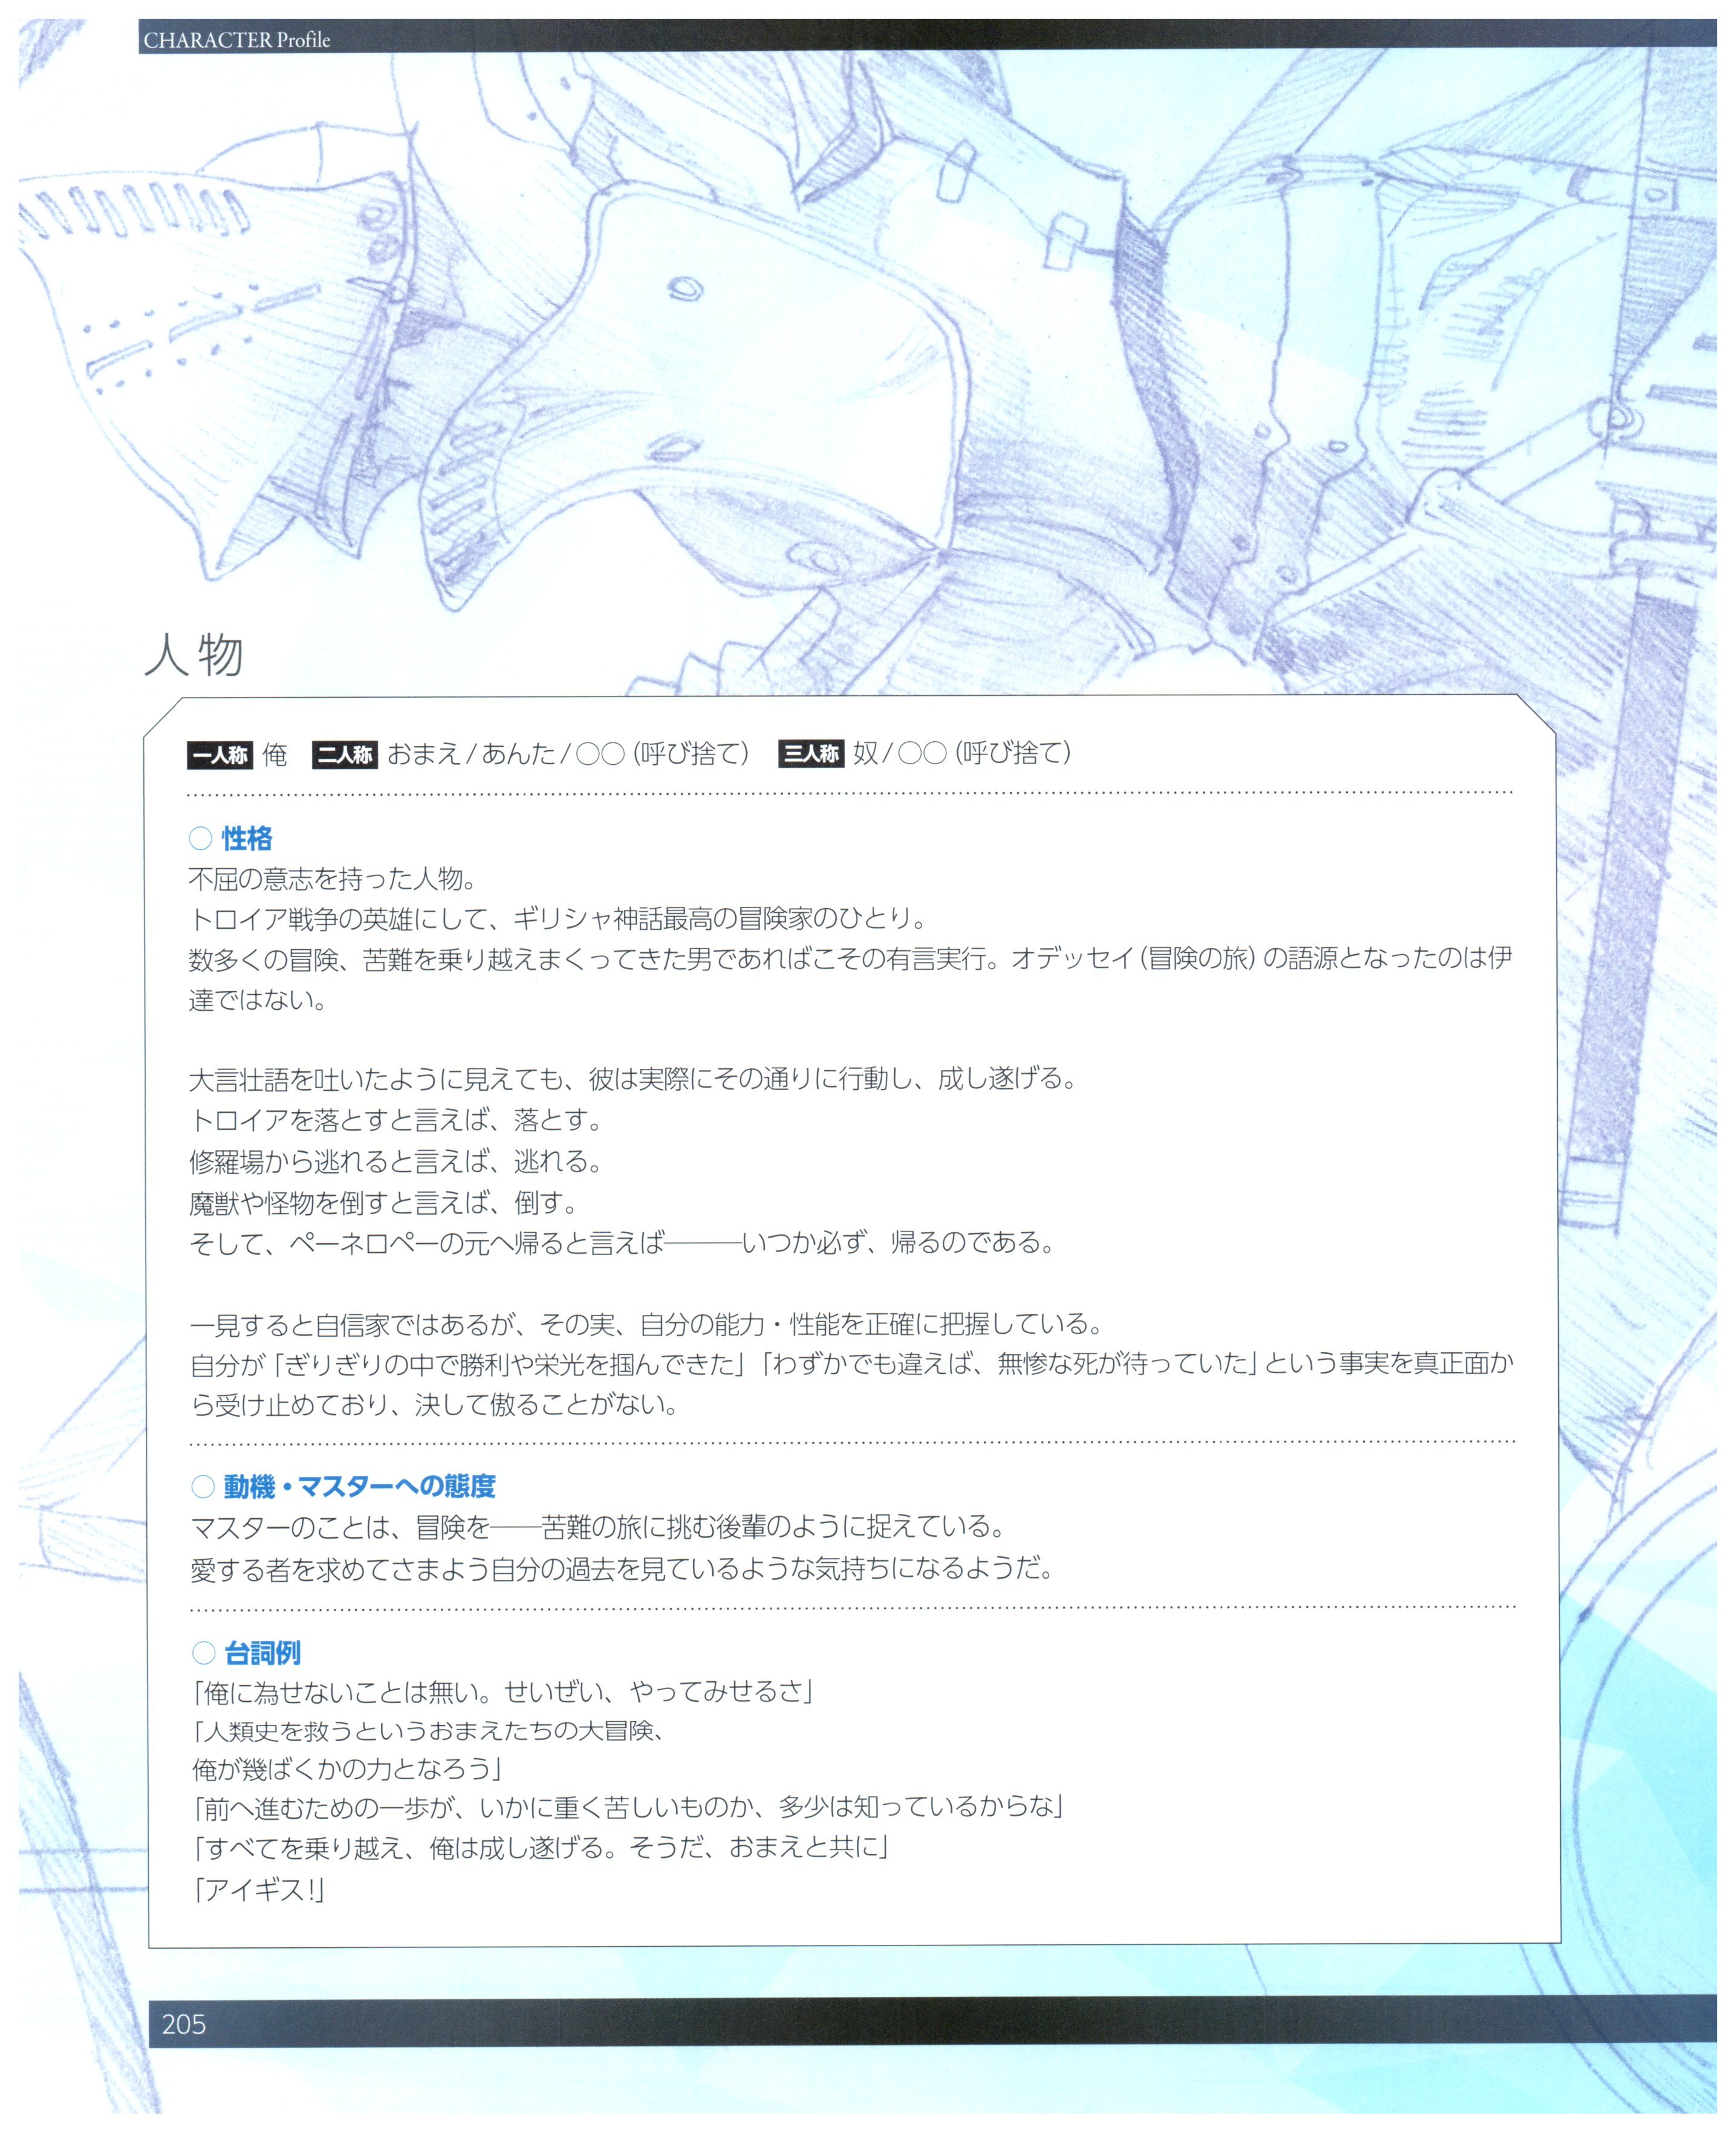 CHARACTER Profile
人物
一人称 俺 二人称 おまえ/あんた/○○(呼び捨て) 三人称 奴/○○(呼び捨て)
○ 性格
不屈の意志を持った人物。
トロイア戦争の英雄にして、ギリシャ神話最高の冒険家のひとり。
数多くの冒険、苦難を乗り越えまくってきた男であればこその有言実行。オデッセイ(冒険の旅)の語源となったのは伊
達ではない。
大言壮語を吐いたように見えても、彼は実際にその通りに行動し、成し遂げる。
トロイアを落とすと言えば、落とす。
修羅場から逃れると言えば、逃れる。
魔獣や怪物を倒すと言えば、倒す。
そして、ペーネロペーの元へ帰ると言えば―――いつか必ず、帰るのである。
一見すると自信家ではあるが、その実、自分の能力・性能を正確に把握している。
自分が「ぎりぎりの中で勝利や栄光を掴んできた」「わずかでも違えば、無惨な死が待っていた」という事実を真正面か
ら受け止めており、決して傲ることがない。
○ 動機・マスターへの態度
マスターのことは、冒険を――苦難の旅に挑む後輩のように捉えている。
愛する者を求めてさまよう自分の過去を見ているような気持ちになるようだ。
○ 台詞例
「俺に為せないことは無い。せいぜい、やってみせるさ」
「人類史を救うというおまえたちの大冒険、
俺が幾ばくかの力となろう」
「前へ進むための一歩が、いかに重く苦しいものか、多少は知っているからな」
「すべてを乗り越え、俺は成し遂げる。そうだ、おまえと共に」
「アイギス!」
205